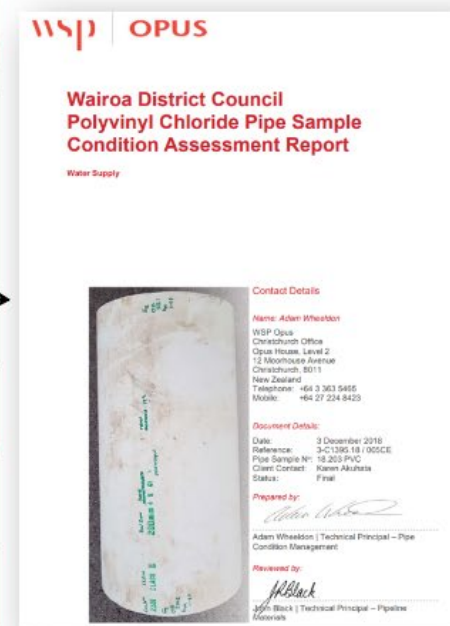 wsp OPUS
Wairoa District Council
Polyvinyl Chloride Pipe Sample
Condition Assessment Report
Water Supply
Contact Details
Name: Adam Wheeldon
WSP Opus
Christchurch Office
Opus House, Level 2
12 Moorhouse Avenue
Christchurch, 8011
New Zealand
Telephone: +64 3 363 5455
Mobile: +64 27 224 8423
Document Details:
Date: 3 December 2018
Reference: 3-C1395.18 / 005CE
Pipe Sample Nº: 18.203 PVC
Client Contact: Karen Akuhata
Status: Final
Prepared by:
Adam Wheeldon | Technical Principal – Pipe
Condition Management
Reviewed by:
JRBlack
John Black | Technical Principal – Pipeline
Materials